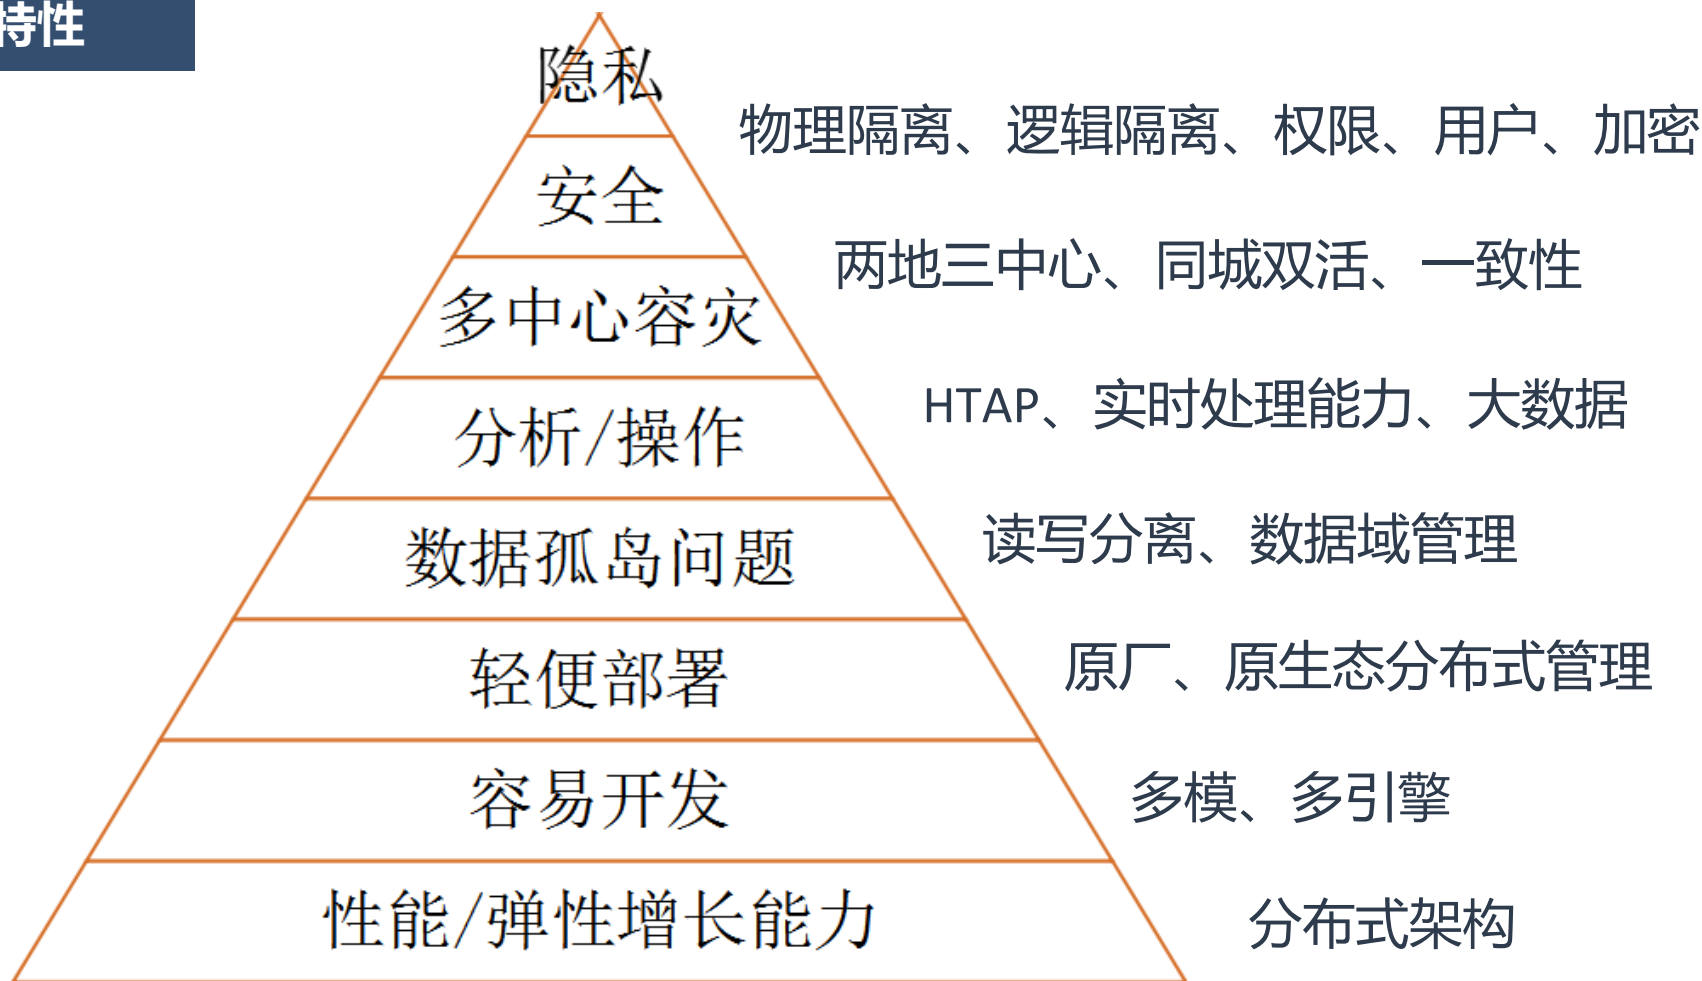 特性
隐私
物理隔离、逻辑隔离、权限、用户、加密
安全
两地三中心、同城双活、一致性
多中心容灾
HTAP、实时处理能力、大数据
分析/操作
读写分离、数据域管理
数据孤岛问题
原厂、原生态分布式管理
轻便部署
多模、多引擎
容易开发
分布式架构
性能/弹性增长能力